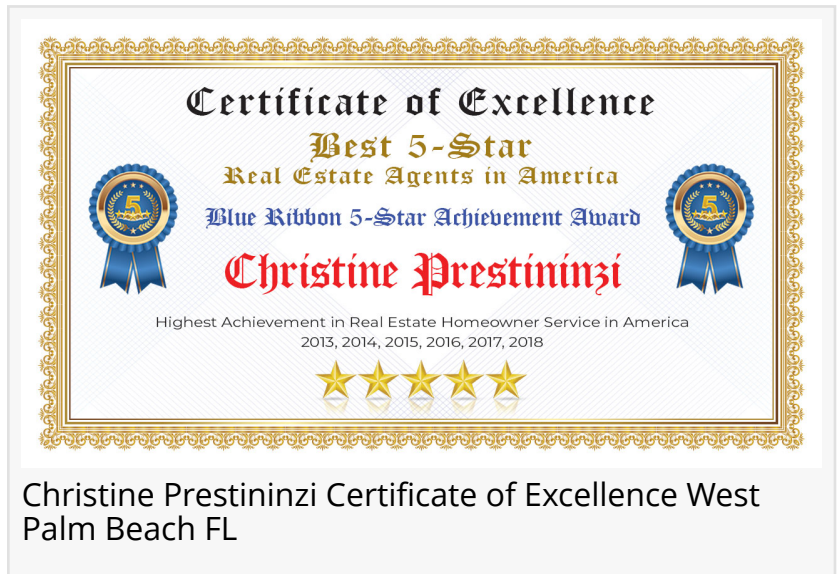 Certificate of Excellence
Best 5-Star
Real Estate Agents in America
Blue Ribbon 5-Star Achievement Award
5
5
Christine Prestininzi
Highest Achievement in Real Estate Homeowner Service in America
2013, 2014, 2015, 2016, 2017, 2018
Christine Prestininzi Certificate of Excellence West
Palm Beach FL